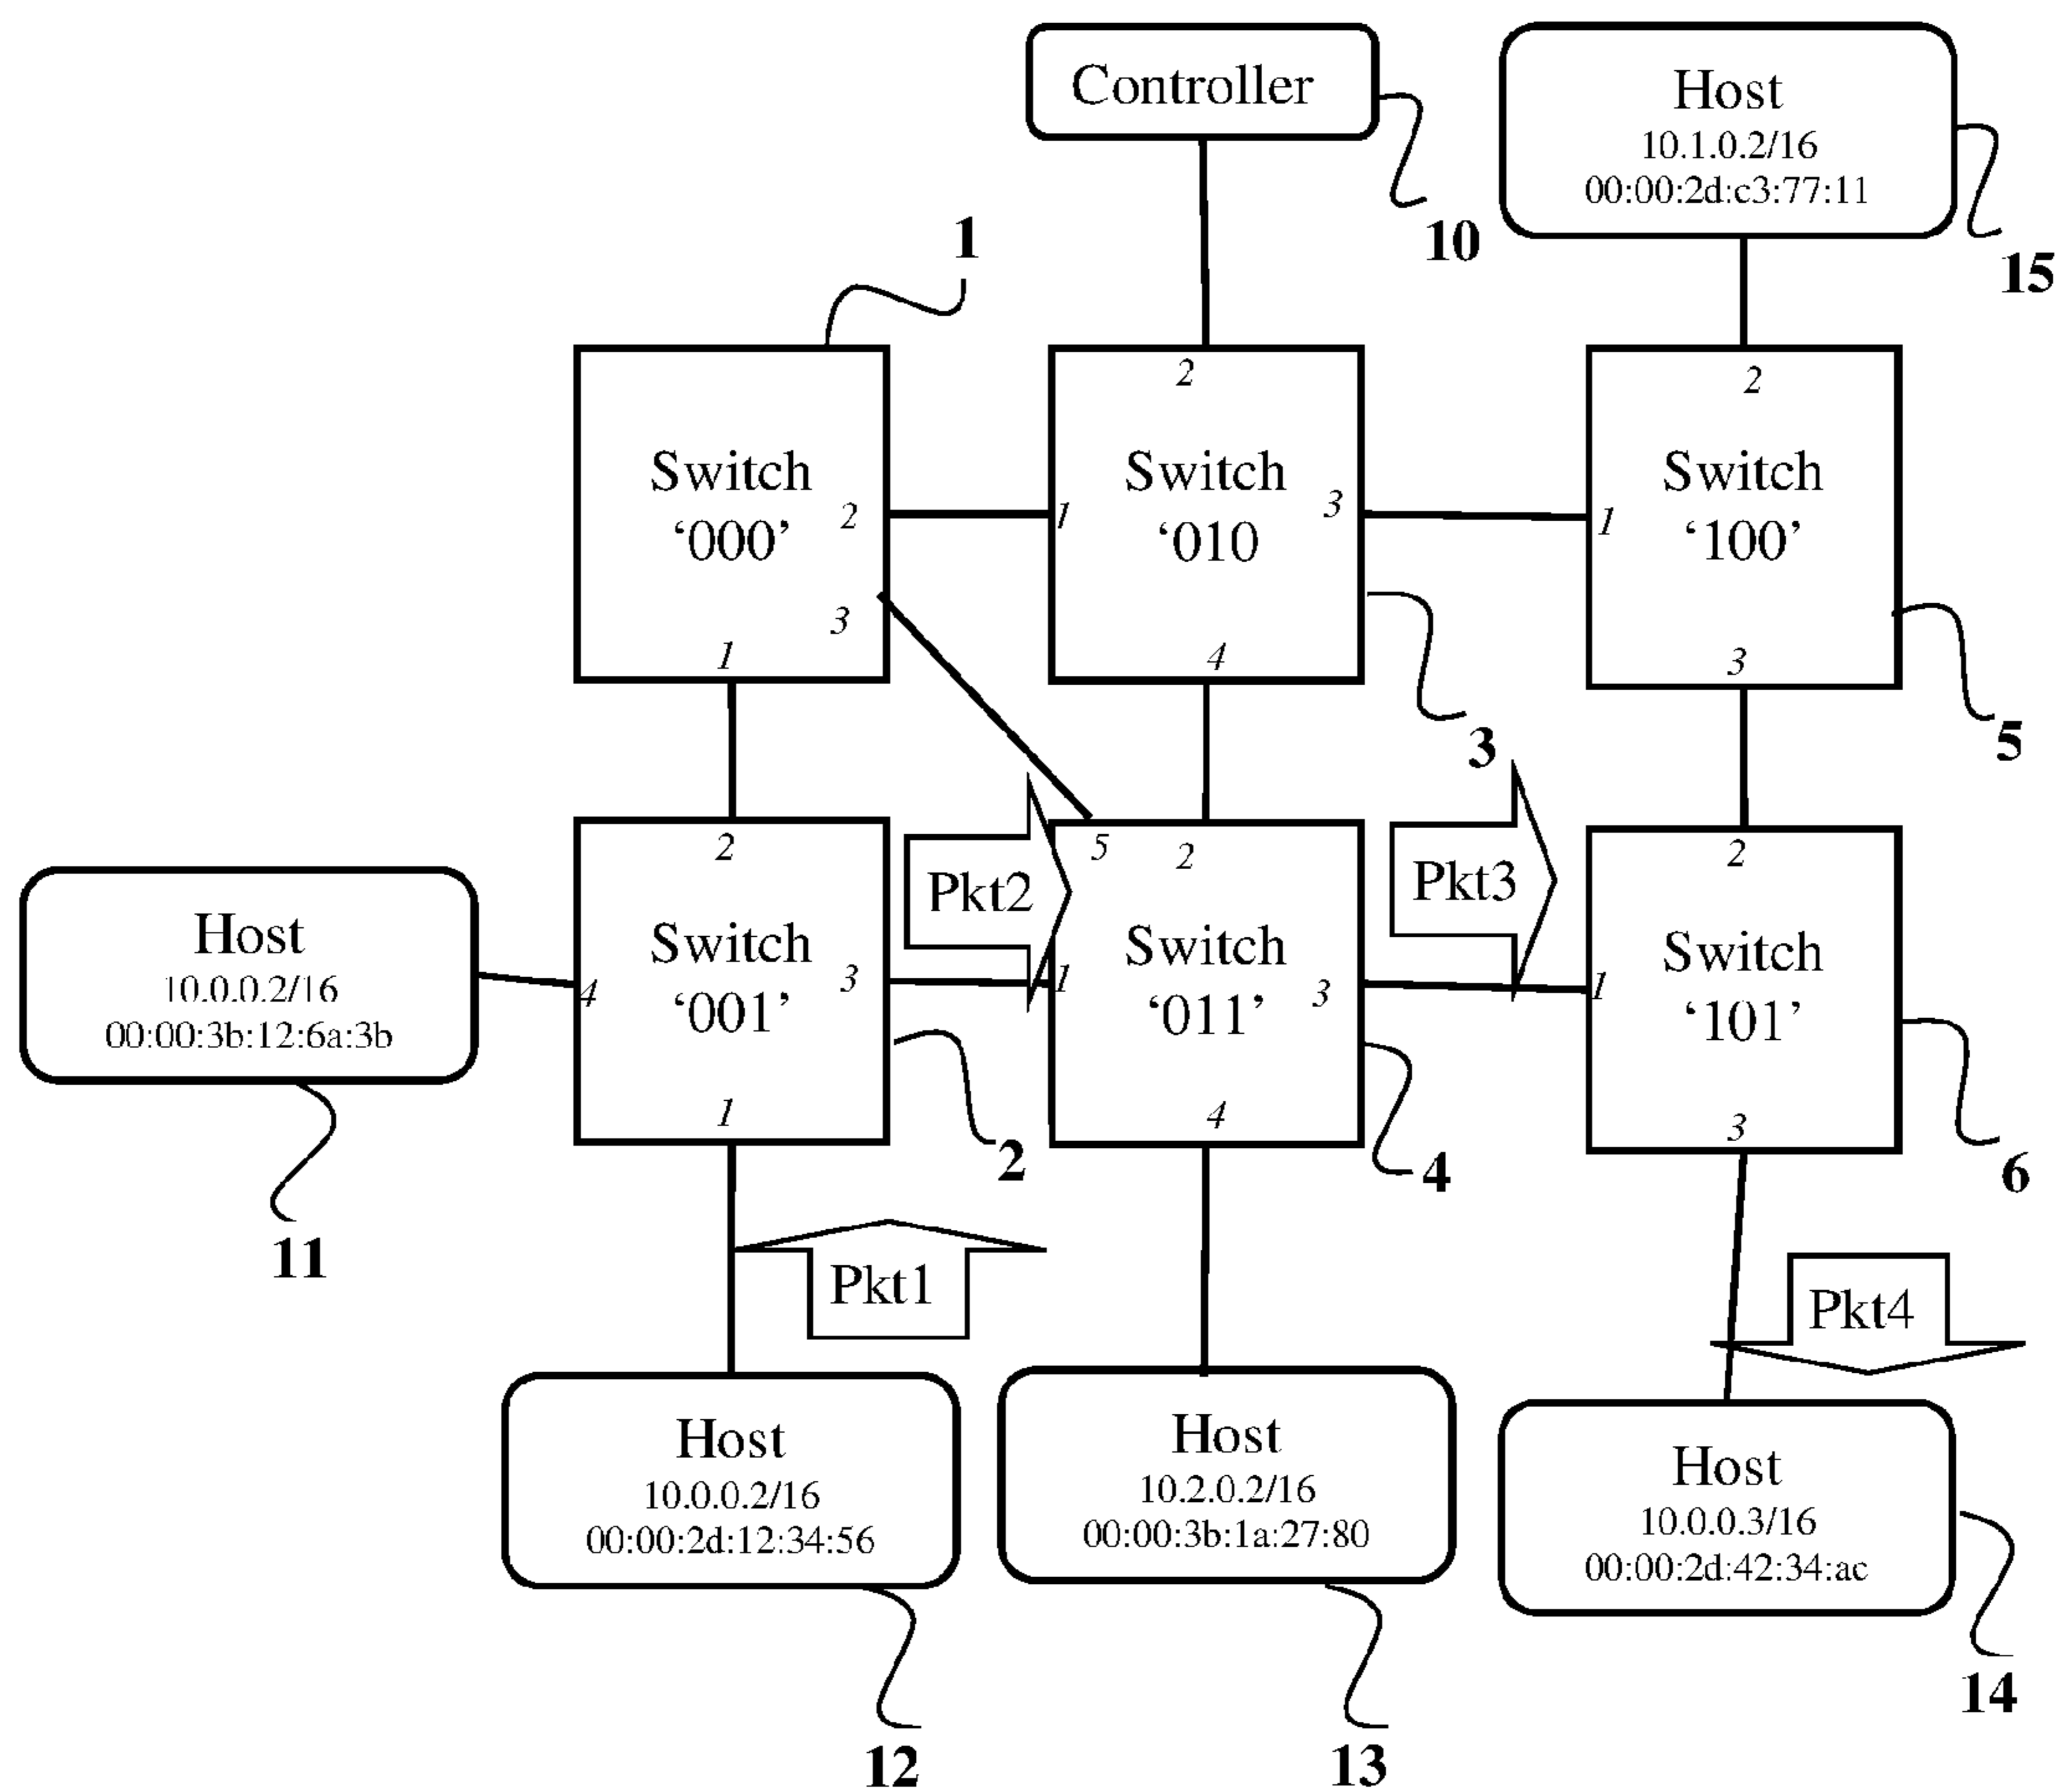 Controller
10
Host
10.1.0.2/16
00:00:2d:c3:77:11
15
1
Switch
‘000’
2
3
1
2
Switch
‘010
1
3
4
2
Switch
‘100’
1
3
3
5
Host
10.0.0.2/16
00:00:3b:12:6a:3b
11
2
Switch
‘001’
4
3
1
2
Pkt2
5
2
Switch
‘011’
1
3
4
4
Pkt3
2
Switch
‘101’
1
3
6
Pkt1
Pkt4
Host
10.0.0.2/16
00:00:2d:12:34:56
12
Host
10.2.0.2/16
00:00:3b:1a:27:80
13
Host
10.0.0.3/16
00:00:2d:42:34:ac
14